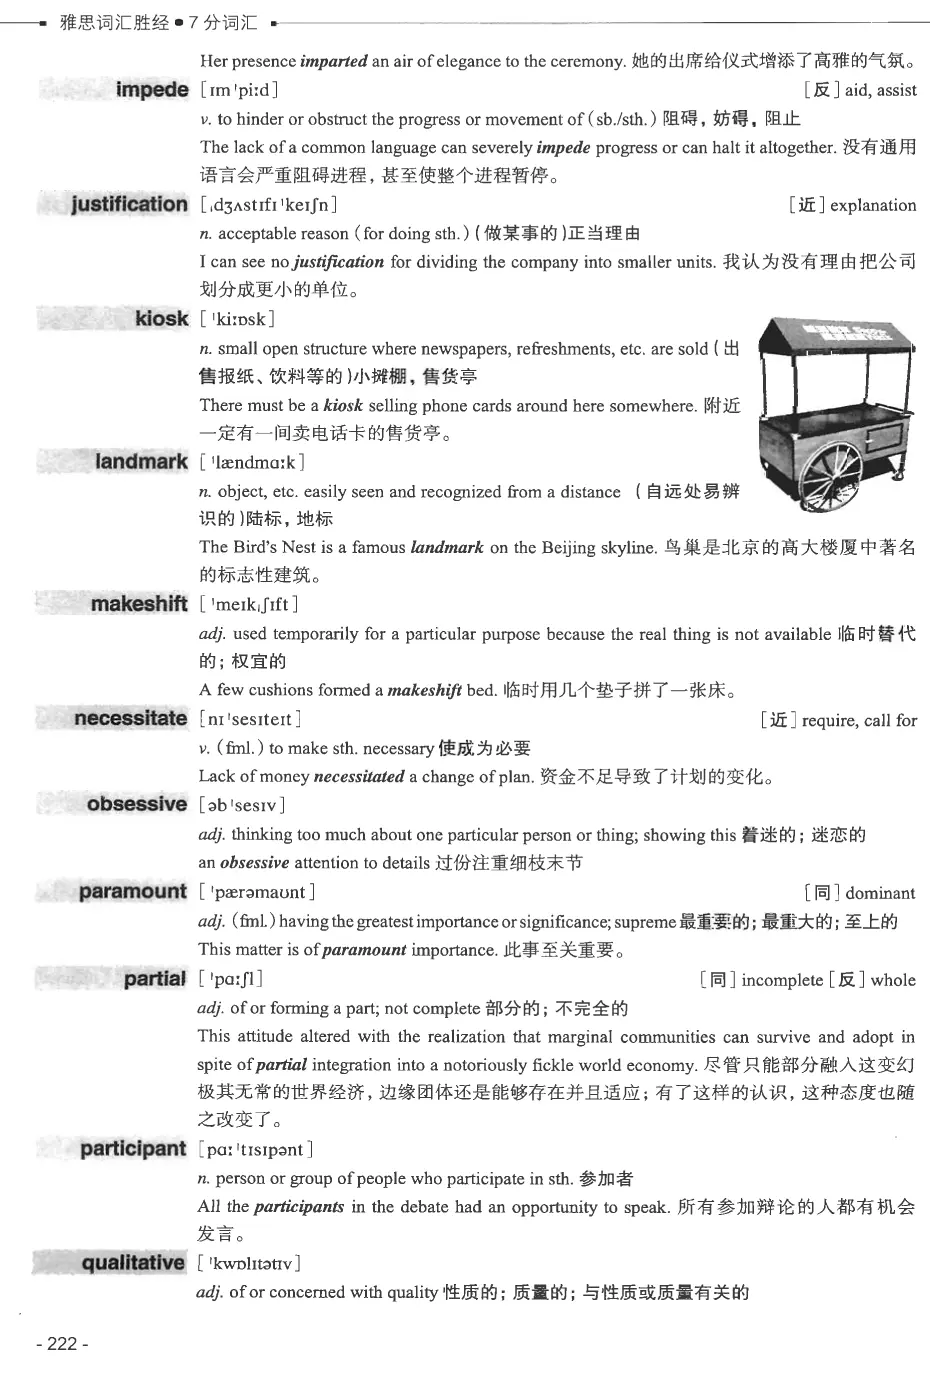 雅思词汇胜经•7分词汇
Her presence imparted an air of elegance to the ceremony. 她的出席给仪式增添了高雅的气氛。
impede [ɪmˈpiːd] [反] aid, assist
v. to hinder or obstruct the progress or movement of (sb./sth.) 阻碍，妨碍，阻止
The lack of a common language can severely impede progress or can halt it altogether. 没有通用
语言会严重阻碍进程，甚至使整个进程暂停。
justification [ˌdʒʌstɪfɪˈkeɪʃn] [近] explanation
n. acceptable reason (for doing sth.) (做某事的)正当理由
I can see no justification for dividing the company into smaller units. 我认为没有理由把公司
划分成更小的单位。
kiosk [ˈkiːɒsk]
n. small open structure where newspapers, refreshments, etc. are sold (出
售报纸、饮料等的)小摊棚，售货亭
There must be a kiosk selling phone cards around here somewhere. 附近
一定有一间卖电话卡的售货亭。
landmark [ˈlændmɑːk]
n. object, etc. easily seen and recognized from a distance (自远处易辨
识的)陆标，地标
The Bird's Nest is a famous landmark on the Beijing skyline. 鸟巢是北京的高大楼厦中著名
的标志性建筑。
makeshift [ˈmeɪkˌʃɪft]
adj. used temporarily for a particular purpose because the real thing is not available 临时替代
的；权宜的
A few cushions formed a makeshift bed. 临时用几个垫子拼了一张床。
necessitate [nɪˈsesɪteɪt] [近] require, call for
v. (fml.) to make sth. necessary 使成为必要
Lack of money necessitated a change of plan. 资金不足导致了计划的变化。
obsessive [əbˈsesɪv]
adj. thinking too much about one particular person or thing; showing this 着迷的；迷恋的
an obsessive attention to details 过份注重细枝末节
paramount [ˈpærəmaʊnt] [同] dominant
adj. (fml.) having the greatest importance or significance; supreme 最重要的；最重大的；至上的
This matter is of paramount importance. 此事至关重要。
partial [ˈpɑːʃl] [同] incomplete [反] whole
adj. of or forming a part; not complete 部分的；不完全的
This attitude altered with the realization that marginal communities can survive and adopt in
spite of partial integration into a notoriously fickle world economy. 尽管只能部分融入这变幻
极其无常的世界经济，边缘团体还是能够存在并且适应；有了这样的认识，这种态度也随
之改变了。
participant [pɑːˈtɪsɪpənt]
n. person or group of people who participate in sth. 参加者
All the participants in the debate had an opportunity to speak. 所有参加辩论的人都有机会
发言。
qualitative [ˈkwɒlɪtətɪv]
adj. of or concerned with quality 性质的；质量的；与性质或质量有关的
- 222 -